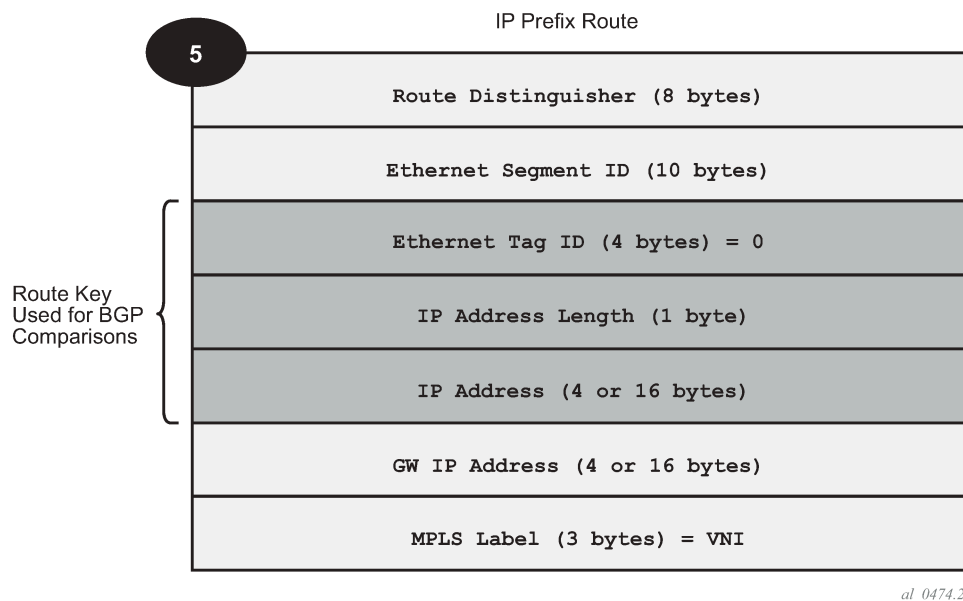 IP Prefix Route
5
Route Distinguisher (8 bytes)
Ethernet Segment ID (10 bytes)
Ethernet Tag ID (4 bytes) = 0
IP Address Length (1 byte)
IP Address (4 or 16 bytes)
GW IP Address (4 or 16 bytes)
MPLS Label (3 bytes) = VNI
Route Key
Used for BGP
Comparisons
al_0474.2